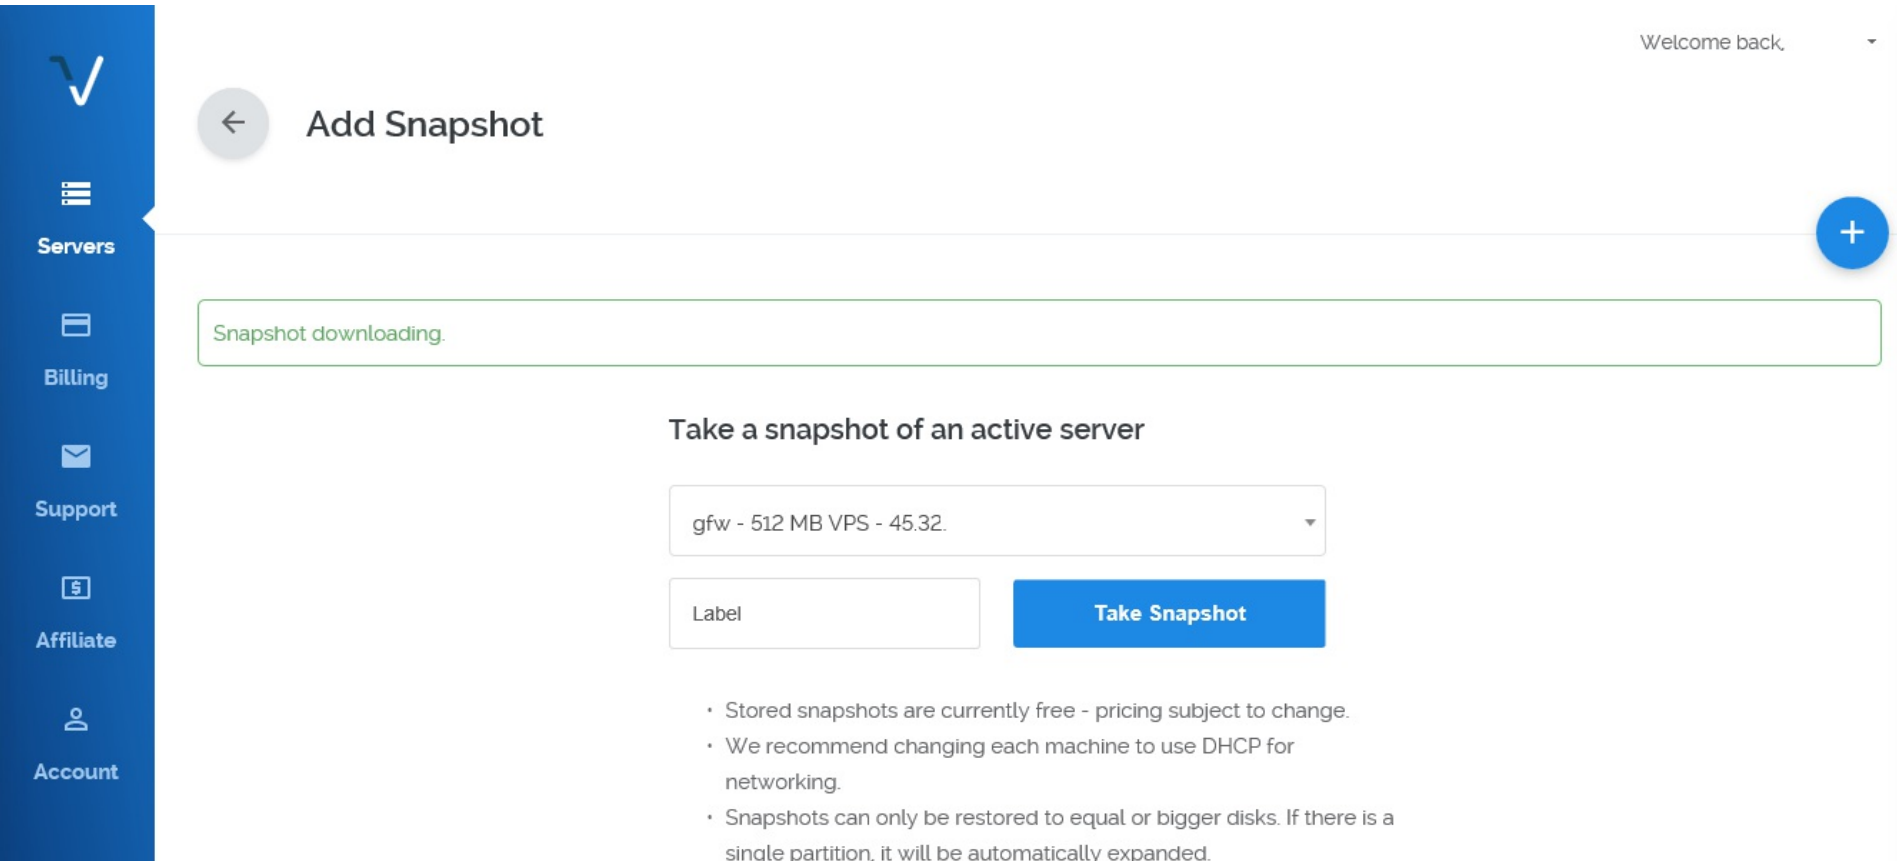 Welcome back,
Add Snapshot
Servers
Billing
Support
Affiliate
Account
Snapshot downloading.
Take a snapshot of an active server
gfw - 512 MB VPS - 45.32.
Label
Take Snapshot
• Stored snapshots are currently free - pricing subject to change.
• We recommend changing each machine to use DHCP for
networking.
• Snapshots can only be restored to equal or bigger disks. If there is a
single partition, it will be automatically expanded.